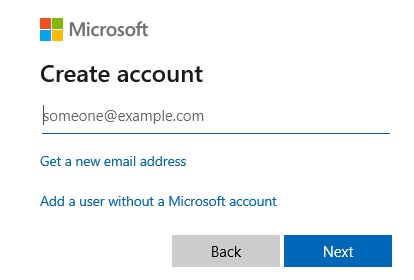 Microsoft
Create account
someone@example.com
Get a new email address
Add a user without a Microsoft account
Back
Next